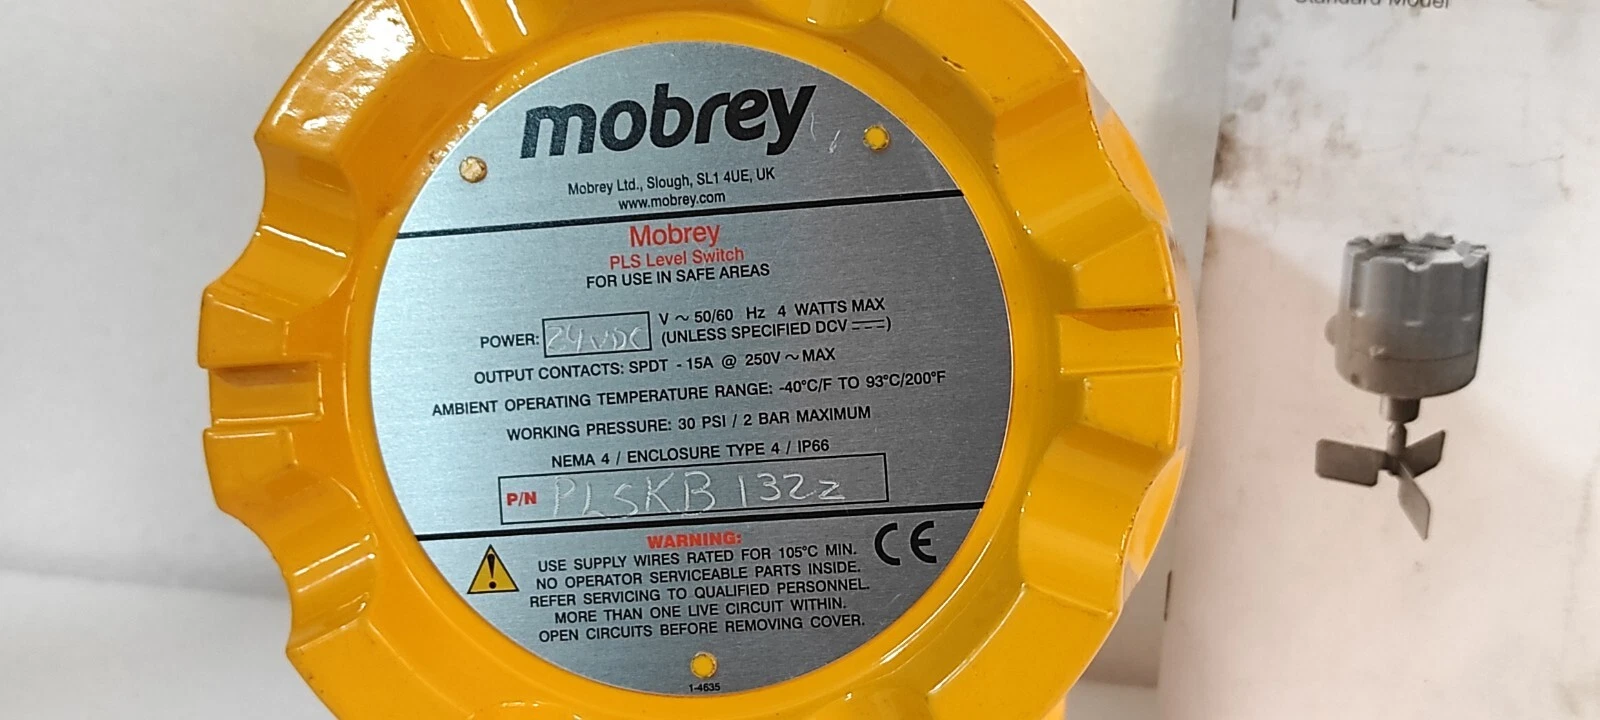 mobrey
Mobrey Ltd., Slough, SL1 4UE, UK
www.mobrey.com
Mobrey
PLS Level Switch
FOR USE IN SAFE AREAS
POWER: 24VDC V ~ 50/60 Hz 4 WATTS MAX
(UNLESS SPECIFIED DCV ⎓)
OUTPUT CONTACTS: SPDT - 15A @ 250V ~ MAX
AMBIENT OPERATING TEMPERATURE RANGE: -40°C/F TO 93°C/200°F
WORKING PRESSURE: 30 PSI / 2 BAR MAXIMUM
NEMA 4 / ENCLOSURE TYPE 4 / IP66
P/N PLSKB132z
WARNING:
USE SUPPLY WIRES RATED FOR 105°C MIN.
NO OPERATOR SERVICEABLE PARTS INSIDE.
REFER SERVICING TO QUALIFIED PERSONNEL.
MORE THAN ONE LIVE CIRCUIT WITHIN.
OPEN CIRCUITS BEFORE REMOVING COVER.
CE
1-4635
Standard Model